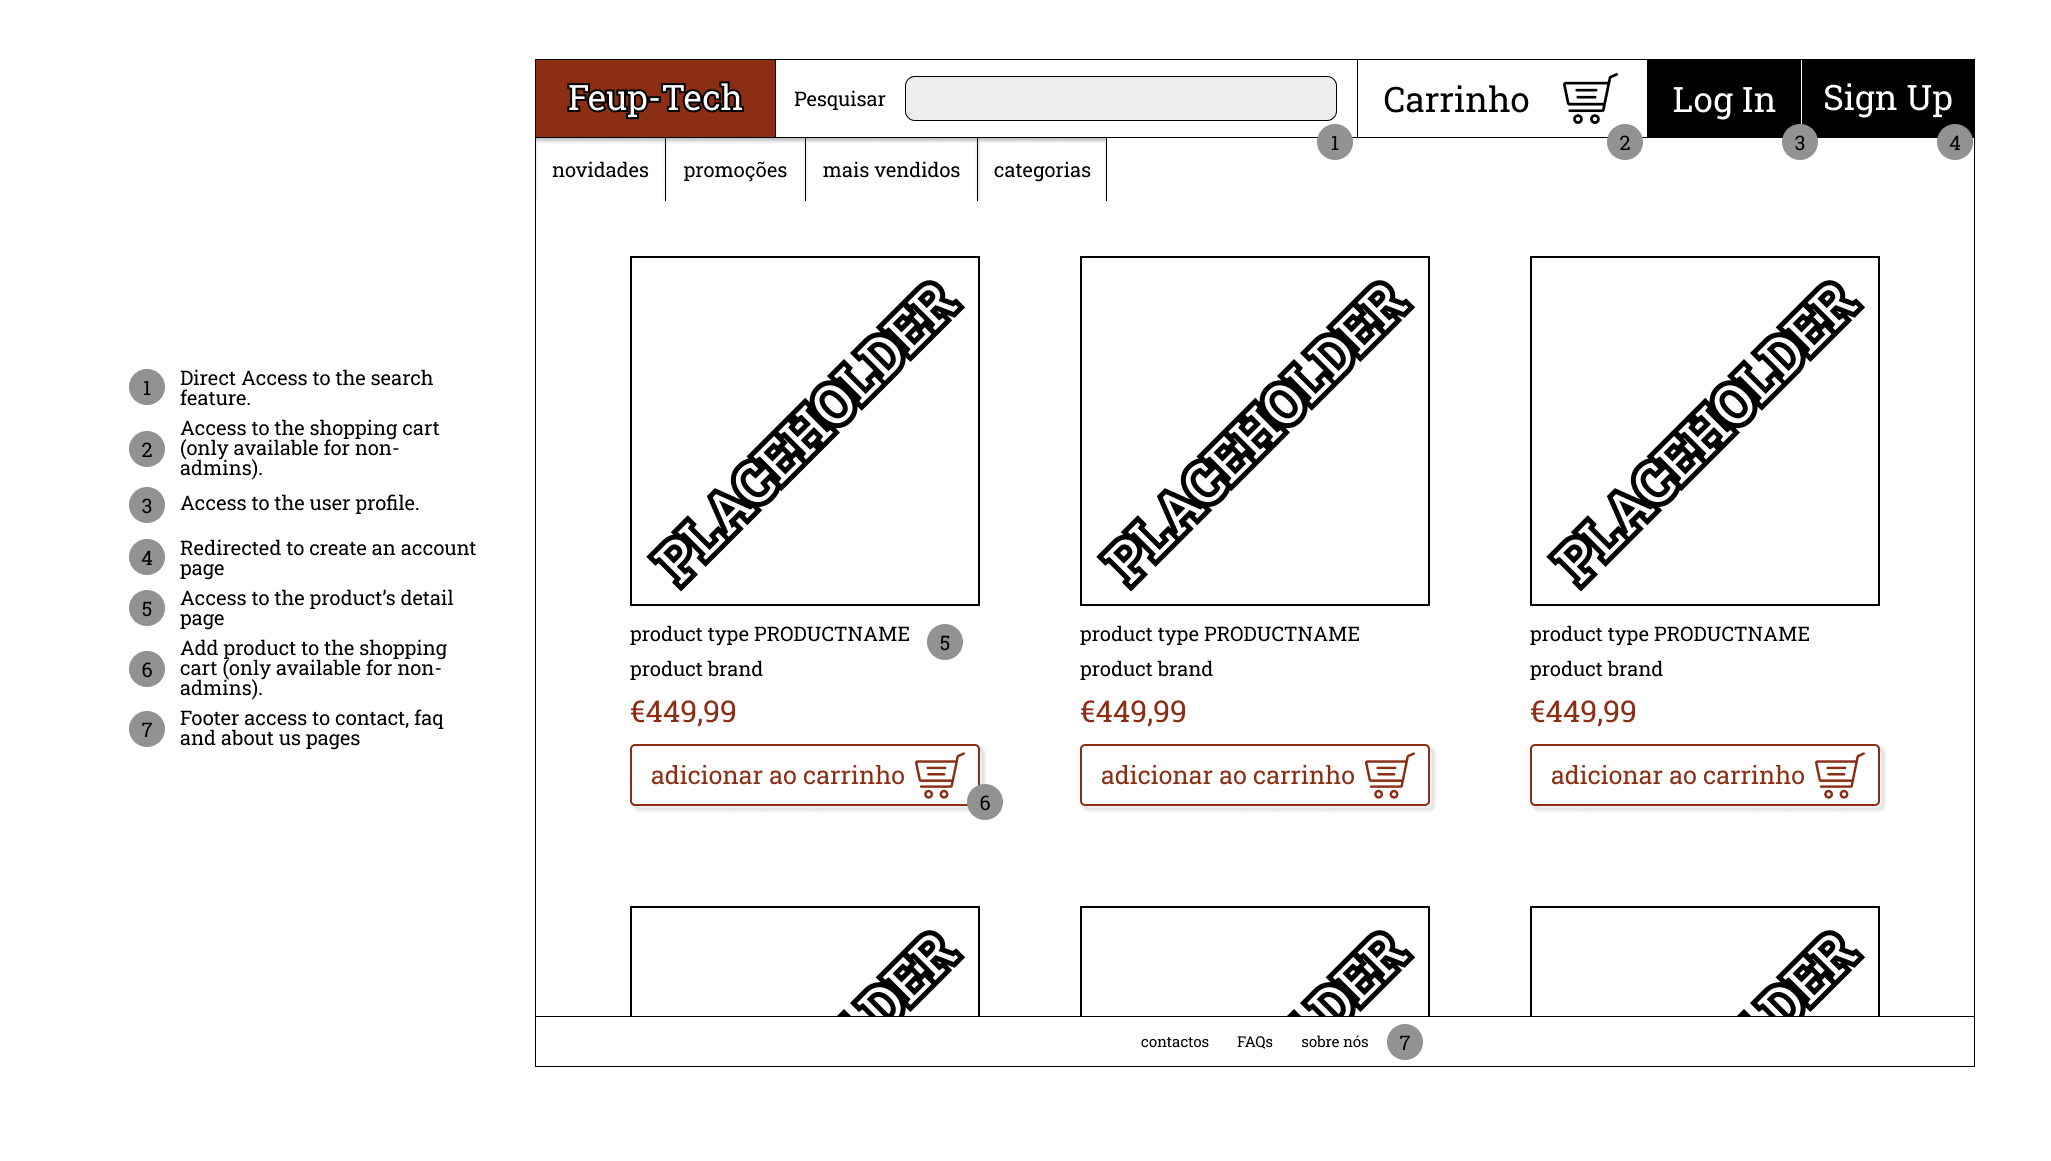 Feup-Tech
Pesquisar
Carrinho
Log In
Sign Up
1
2
3
4
novidades
promoções
mais vendidos
categorias
1
Direct Access to the search
feature.
2
Access to the shopping cart
(only available for non-
admins).
3
Access to the user profile.
4
Redirected to create an account
page
5
Access to the product’s detail
page
6
Add product to the shopping
cart (only available for non-
admins).
7
Footer access to contact, faq
and about us pages
PLACEHOLDER
product type PRODUCTNAME
5
product brand
€449,99
adicionar ao carrinho
6
PLACEHOLDER
product type PRODUCTNAME
product brand
€449,99
adicionar ao carrinho
PLACEHOLDER
product type PRODUCTNAME
product brand
€449,99
adicionar ao carrinho
DER
DER
DER
contactos
FAQs
sobre nós
7